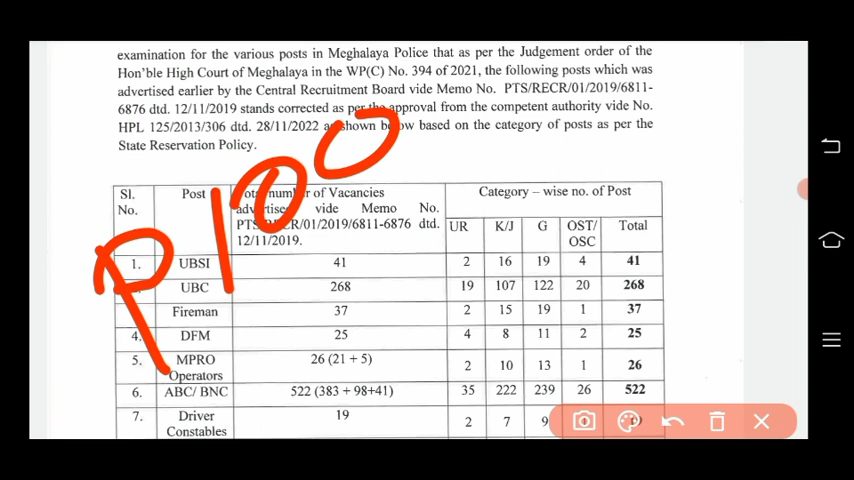 examination for the various posts in Meghalaya Police that as per the Judgement order of the
Hon'ble High Court of Meghalaya in the WP(C) No. 394 of 2021, the following posts which was
advertised earlier by the Central Recruitment Board vide Memo No. PTS/RECR/01/2019/6811-
6876 dtd. 12/11/2019 stands corrected as per the approval from the competent authority vide No.
HPL 125/2013/306 dtd. 28/11/2022 as shown below based on the category of posts as per the
State Reservation Policy.
P100
Sl. No. Post Total number of Vacancies advertised vide Memo No. PTS/RECR/01/2019/6811-6876 dtd. 12/11/2019. Category – wise no. of Post
UR K/J G OST/OSC Total
1. UBSI 41 2 16 19 4 41
UBC 268 19 107 122 20 268
Fireman 37 2 15 19 1 37
4. DFM 25 4 8 11 2 25
5. MPRO Operators 26 (21 + 5) 2 10 13 1 26
6. ABC/ BNC 522 (383 + 98+41) 35 222 239 26 522
7. Driver Constables 19 2 7 9